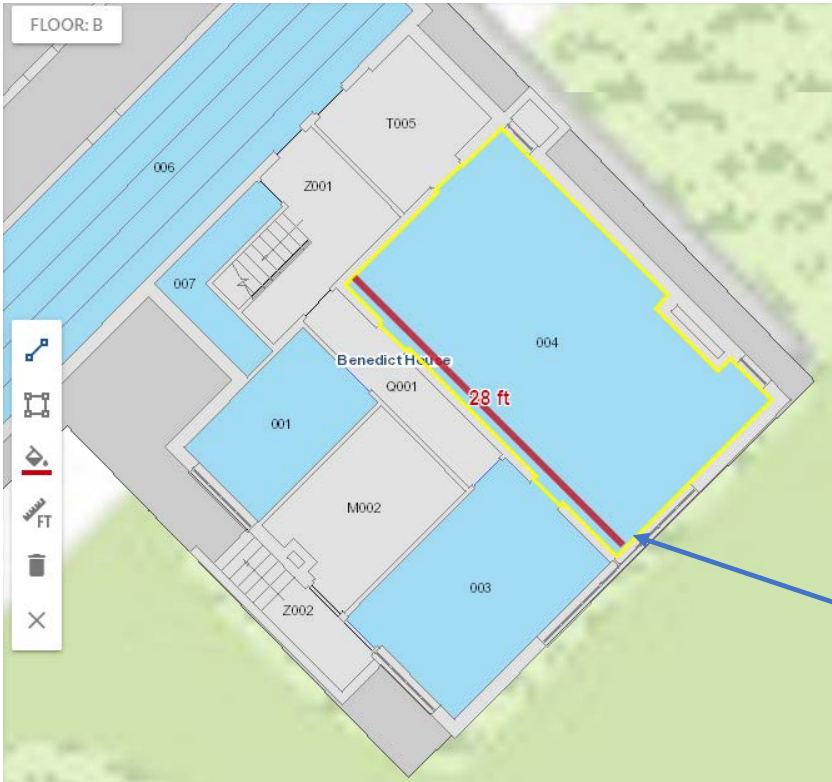 FLOOR: B
T005
006
Z001
007
004
Benedict House
Q001
28 ft
001
M002
FT
003
Z002